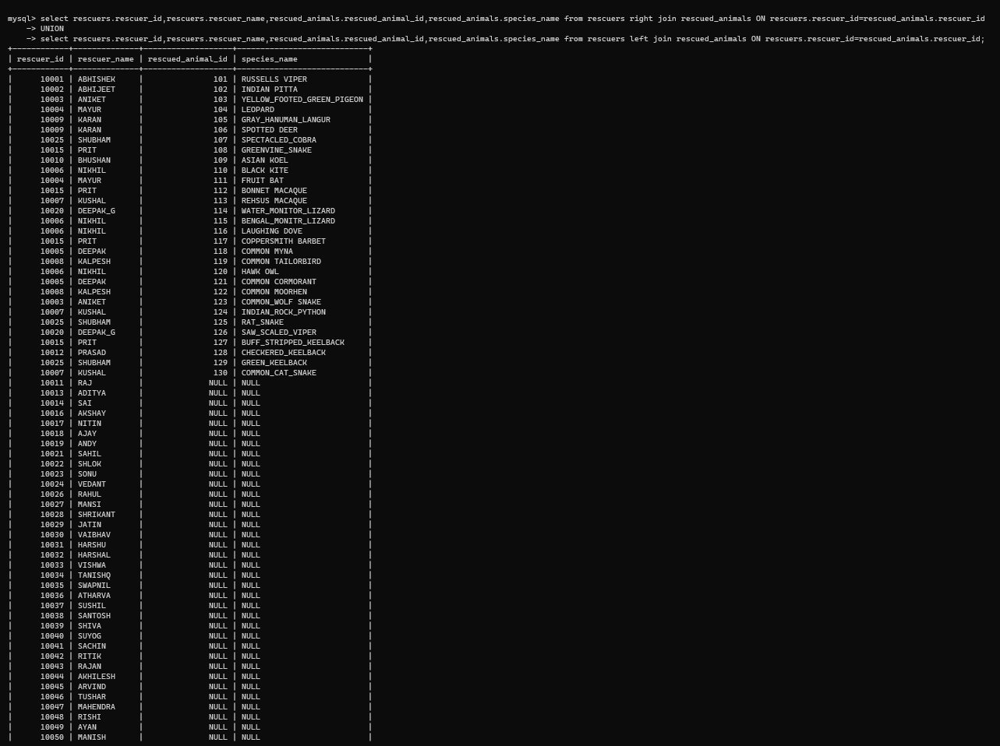 mysql> select rescuers.rescuer_id,rescuers.rescuer_name,rescued_animals.rescued_animal_id,rescued_animals.species_name from rescuers right join rescued_animals ON rescuers.rescuer_id=rescued_animals.rescuer_id
    -> UNION
    -> select rescuers.rescuer_id,rescuers.rescuer_name,rescued_animals.rescued_animal_id,rescued_animals.species_name from rescuers left join rescued_animals ON rescuers.rescuer_id=rescued_animals.rescuer_id;
+------------+--------------+-------------------+----------------------------+
| rescuer_id | rescuer_name | rescued_animal_id | species_name               |
+------------+--------------+-------------------+----------------------------+
|      10001 | ABHISHEK     |               101 | RUSSELLS VIPER             |
|      10002 | ABHIJEET     |               102 | INDIAN PITTA               |
|      10003 | ANIKET       |               103 | YELLOW_FOOTED_GREEN_PIGEON |
|      10004 | MAYUR        |               104 | LEOPARD                    |
|      10009 | KARAN        |               105 | GRAY_HANUMAN_LANGUR        |
|      10009 | KARAN        |               106 | SPOTTED DEER               |
|      10025 | SHUBHAM      |               107 | SPECTACLED_COBRA           |
|      10015 | PRIT         |               108 | GREENVINE_SNAKE            |
|      10010 | BHUSHAN      |               109 | ASIAN KOEL                 |
|      10006 | NIKHIL       |               110 | BLACK KITE                 |
|      10004 | MAYUR        |               111 | FRUIT BAT                  |
|      10015 | PRIT         |               112 | BONNET MACAQUE             |
|      10007 | KUSHAL       |               113 | REHSUS MACAQUE             |
|      10020 | DEEPAK_G     |               114 | WATER_MONITOR_LIZARD       |
|      10006 | NIKHIL       |               115 | BENGAL_MONITR_LIZARD       |
|      10006 | NIKHIL       |               116 | LAUGHING DOVE              |
|      10015 | PRIT         |               117 | COPPERSMITH BARBET         |
|      10005 | DEEPAK       |               118 | COMMON MYNA                |
|      10008 | KALPESH      |               119 | COMMON TAILORBIRD          |
|      10006 | NIKHIL       |               120 | HAWK OWL                   |
|      10005 | DEEPAK       |               121 | COMMON CORMORANT           |
|      10008 | KALPESH      |               122 | COMMON MOORHEN             |
|      10003 | ANIKET       |               123 | COMMON_WOLF SNAKE          |
|      10007 | KUSHAL       |               124 | INDIAN_ROCK_PYTHON         |
|      10025 | SHUBHAM      |               125 | RAT_SNAKE                  |
|      10020 | DEEPAK_G     |               126 | SAW_SCALED_VIPER           |
|      10015 | PRIT         |               127 | BUFF_STRIPPED_KEELBACK     |
|      10012 | PRASAD       |               128 | CHECKERED_KEELBACK         |
|      10025 | SHUBHAM      |               129 | GREEN_KEELBACK             |
|      10007 | KUSHAL       |               130 | COMMON_CAT_SNAKE           |
|      10011 | RAJ          |              NULL | NULL                       |
|      10013 | ADITYA       |              NULL | NULL                       |
|      10014 | SAI          |              NULL | NULL                       |
|      10016 | AKSHAY       |              NULL | NULL                       |
|      10017 | NITIN        |              NULL | NULL                       |
|      10018 | AJAY         |              NULL | NULL                       |
|      10019 | ANDY         |              NULL | NULL                       |
|      10021 | SAHIL        |              NULL | NULL                       |
|      10022 | SHLOK        |              NULL | NULL                       |
|      10023 | SONU         |              NULL | NULL                       |
|      10024 | VEDANT       |              NULL | NULL                       |
|      10026 | RAHUL        |              NULL | NULL                       |
|      10027 | MANSI        |              NULL | NULL                       |
|      10028 | SHRIKANT     |              NULL | NULL                       |
|      10029 | JATIN        |              NULL | NULL                       |
|      10030 | VAIBHAV      |              NULL | NULL                       |
|      10031 | HARSHU       |              NULL | NULL                       |
|      10032 | HARSHAL      |              NULL | NULL                       |
|      10033 | VISHWA       |              NULL | NULL                       |
|      10034 | TANISHQ      |              NULL | NULL                       |
|      10035 | SWAPNIL      |              NULL | NULL                       |
|      10036 | ATHARVA      |              NULL | NULL                       |
|      10037 | SUSHIL       |              NULL | NULL                       |
|      10038 | SANTOSH      |              NULL | NULL                       |
|      10039 | SHIVA        |              NULL | NULL                       |
|      10040 | SUYOG        |              NULL | NULL                       |
|      10041 | SACHIN       |              NULL | NULL                       |
|      10042 | RITIK        |              NULL | NULL                       |
|      10043 | RAJAN        |              NULL | NULL                       |
|      10044 | AKHILESH     |              NULL | NULL                       |
|      10045 | ARVIND       |              NULL | NULL                       |
|      10046 | TUSHAR       |              NULL | NULL                       |
|      10047 | MAHENDRA     |              NULL | NULL                       |
|      10048 | RISHI        |              NULL | NULL                       |
|      10049 | AYAN         |              NULL | NULL                       |
|      10050 | MANISH       |              NULL | NULL                       |